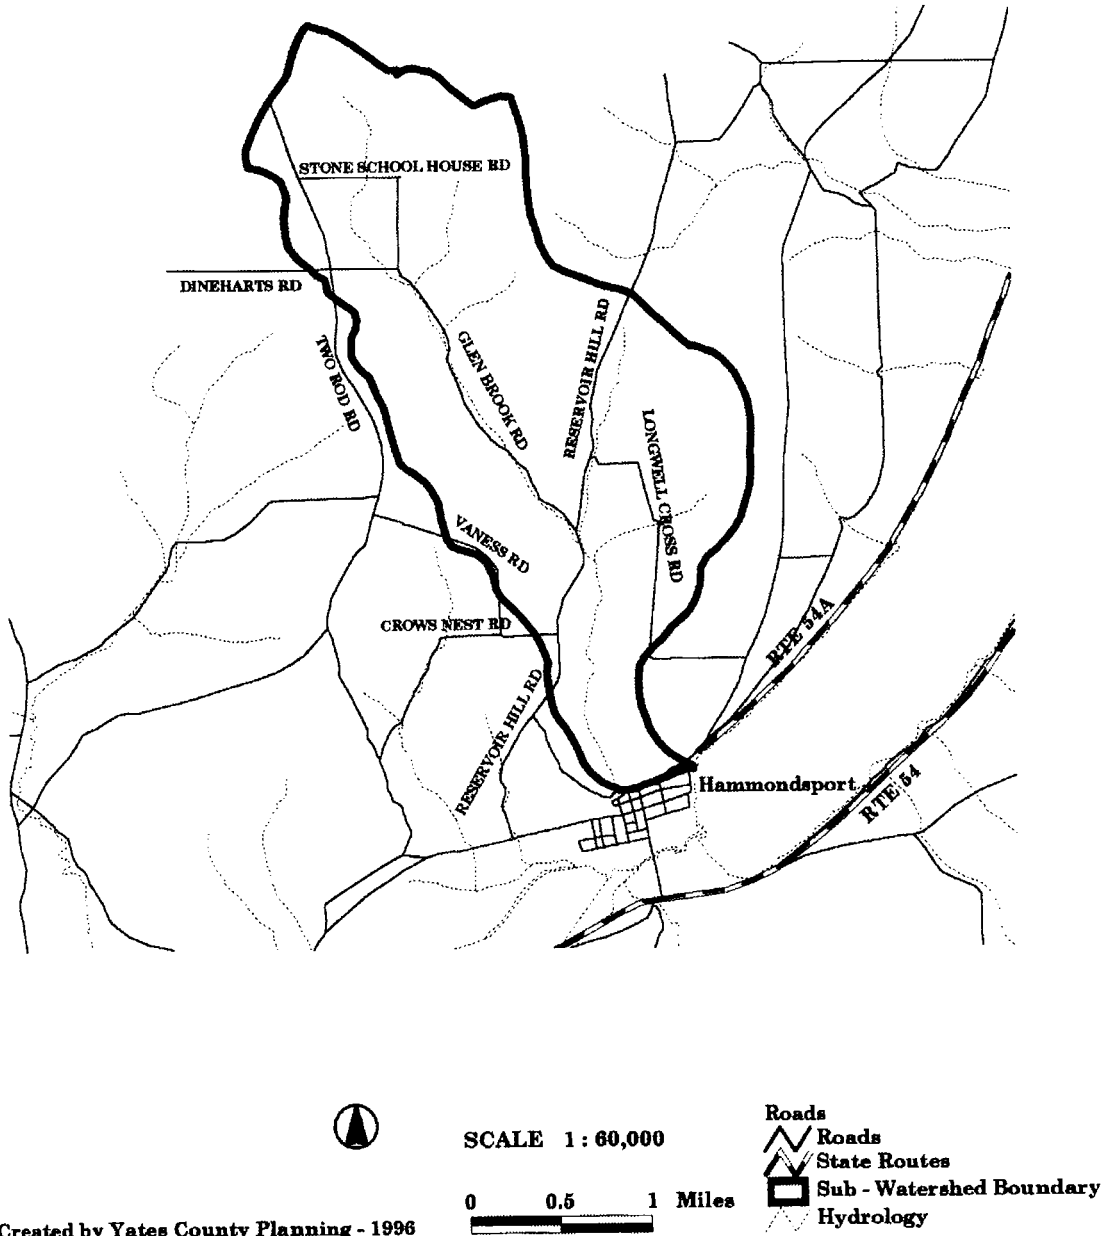 STONE SCHOOL HOUSE RD
DINEHARTS RD
TWO ROD RD
GLEN BROOK RD
RESERVOIR HILL RD
LONGWELL CROSS RD
VANESS RD
CROWS NEST RD
RESERVOIR HILL RD
RTE 54A
Hammondsport
RTE 54
SCALE 1 : 60,000
0 0.5 1 Miles
Roads
Roads
State Routes
Sub - Watershed Boundary
Hydrology
Created by Yates County Planning - 1996